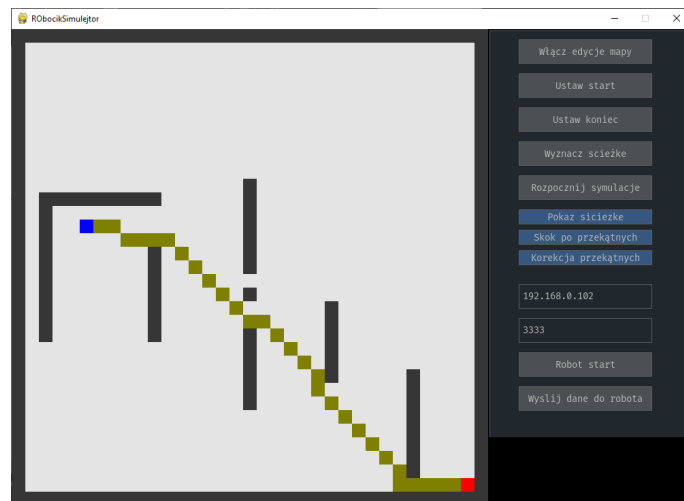 RObocikSimulejtor
Włącz edycje mapy
Ustaw start
Ustaw koniec
Wyznacz scieżke
Rozpocznij symulacje
Pokaz siciezke
Skok po przekątnych
Korekcja przekątnych
192.168.0.102
3333
Robot start
Wyslij dane do robota